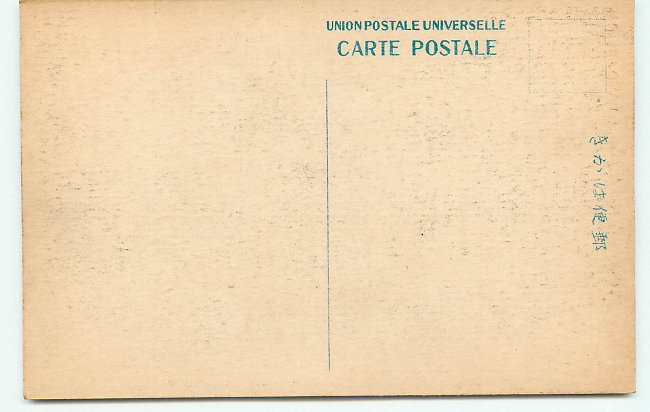 UNION POSTALE UNIVERSELLE
CARTE POSTALE
きかは便郵